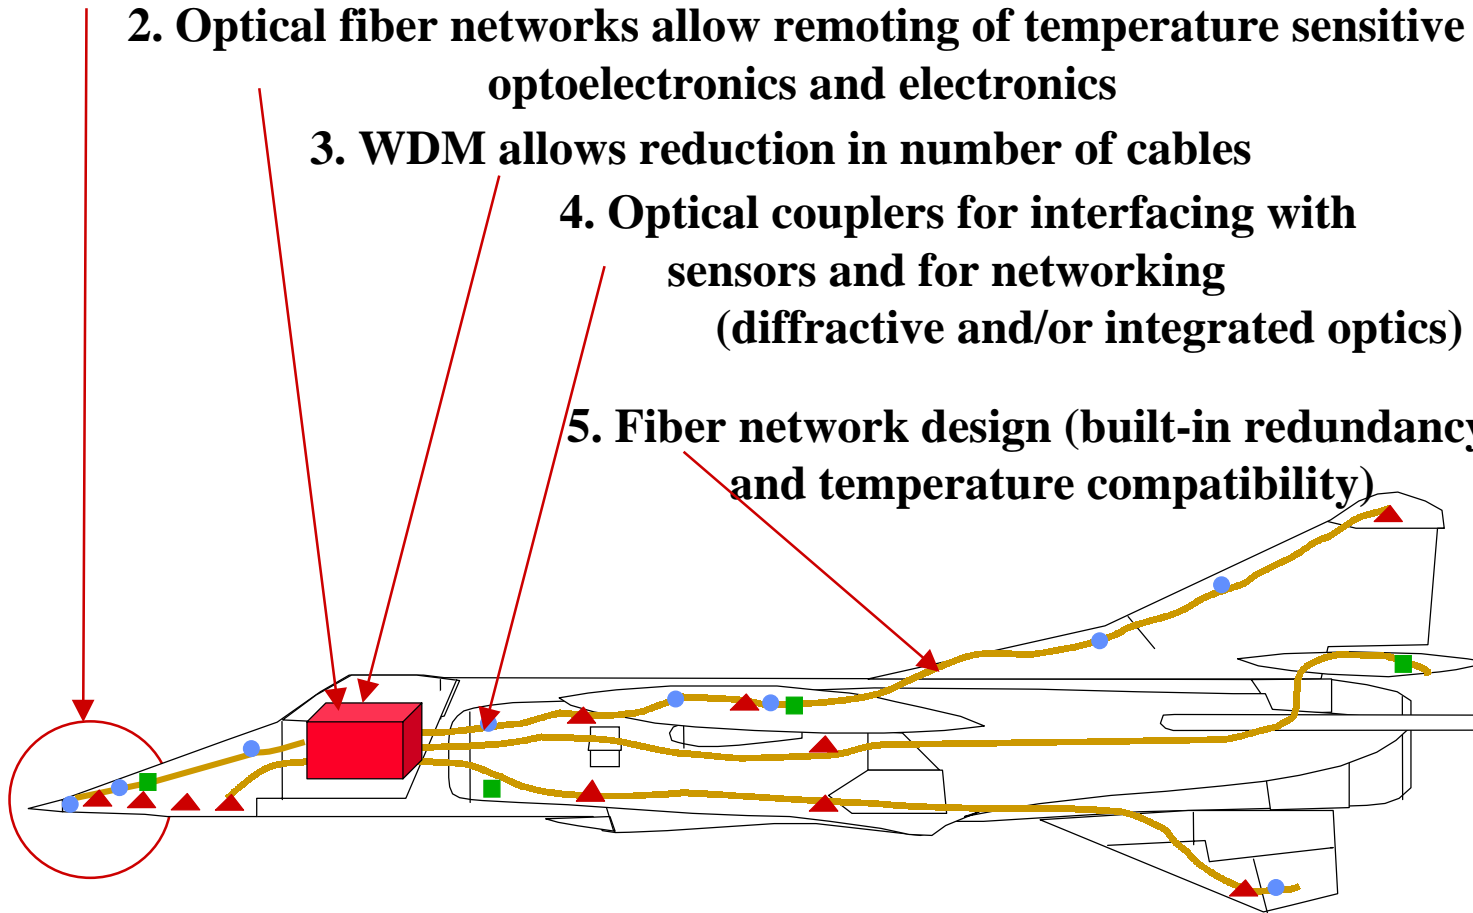 2. Optical fiber networks allow remoting of temperature sensitive
optoelectronics and electronics
3. WDM allows reduction in number of cables
4. Optical couplers for interfacing with
sensors and for networking
(diffractive and/or integrated optics)
5. Fiber network design (built-in redundancy
and temperature compatibility)